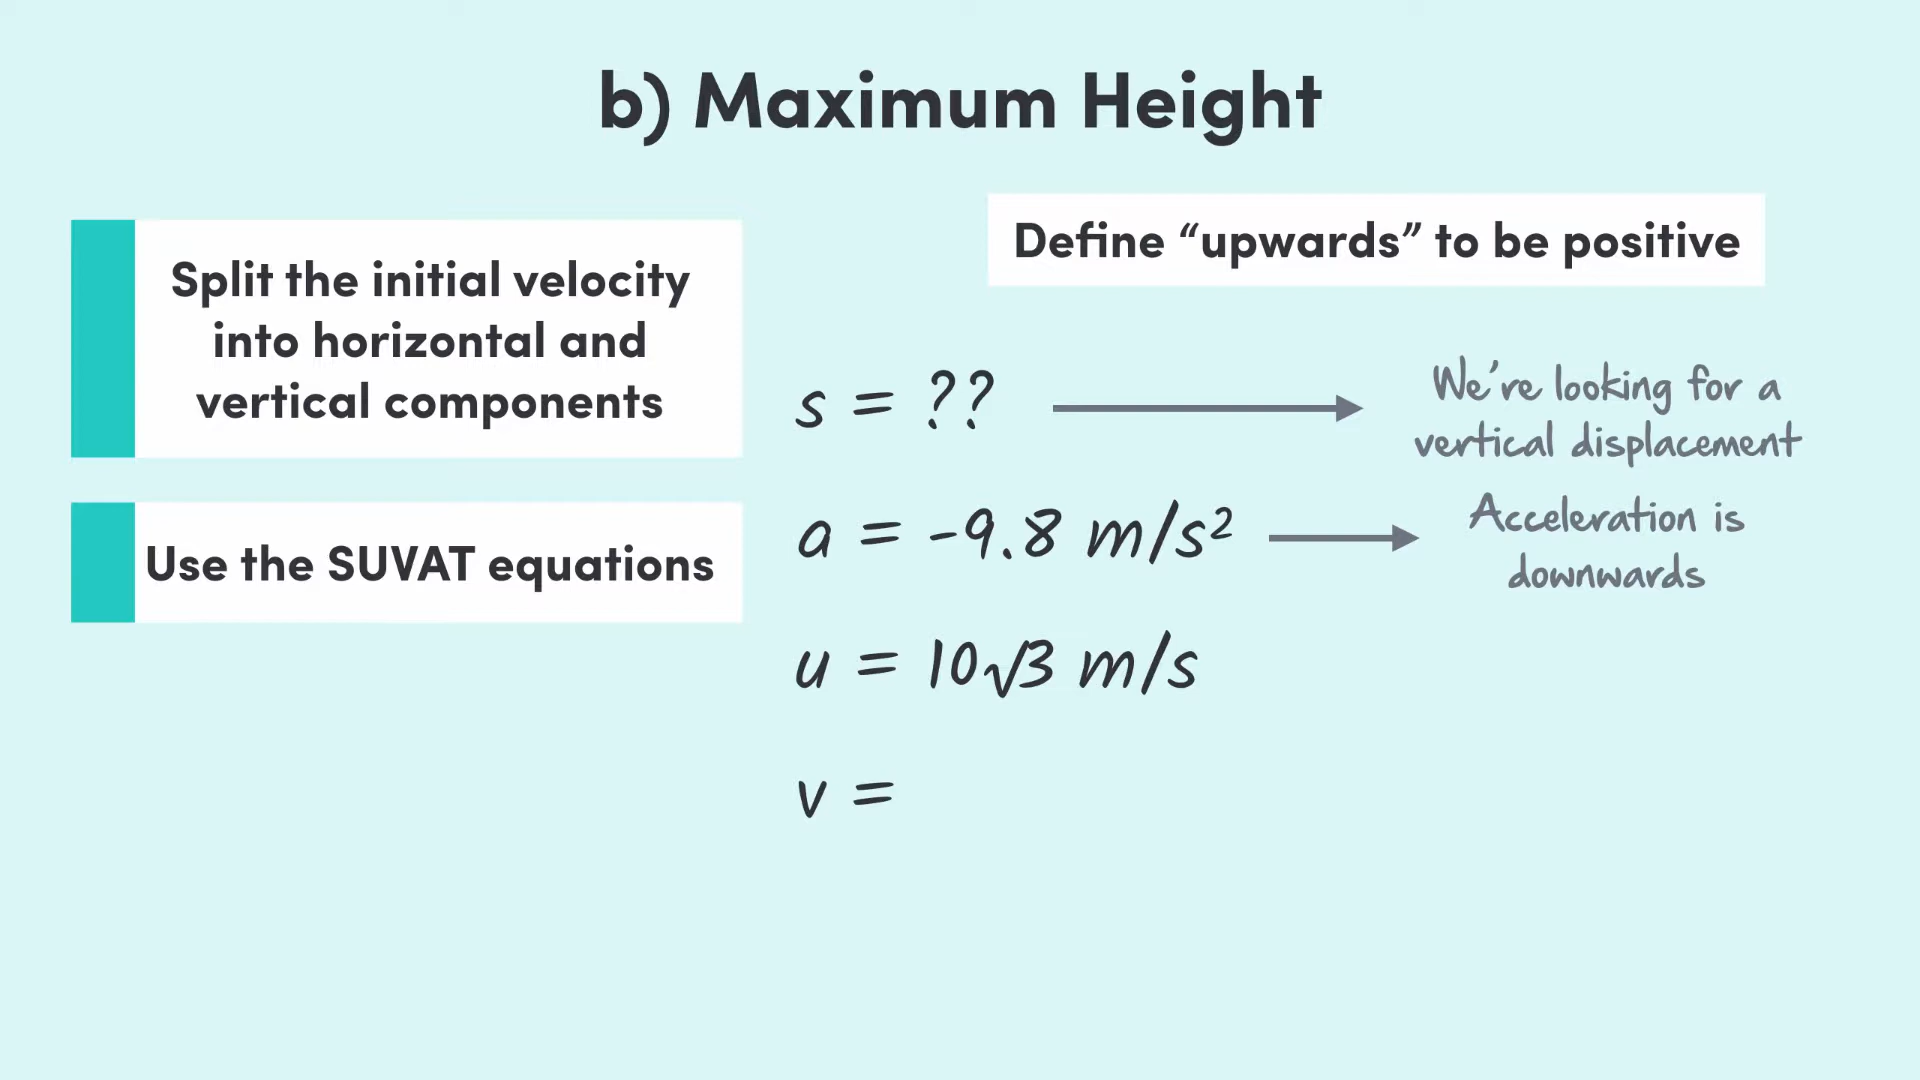 b) Maximum Height
Split the initial velocity
into horizontal and
vertical components
Use the SUVAT equations
Define “upwards” to be positive
s = ??
We’re looking for a
vertical displacement
a = -9.8 m/s²
Acceleration is
downwards
u = 10√3 m/s
v =